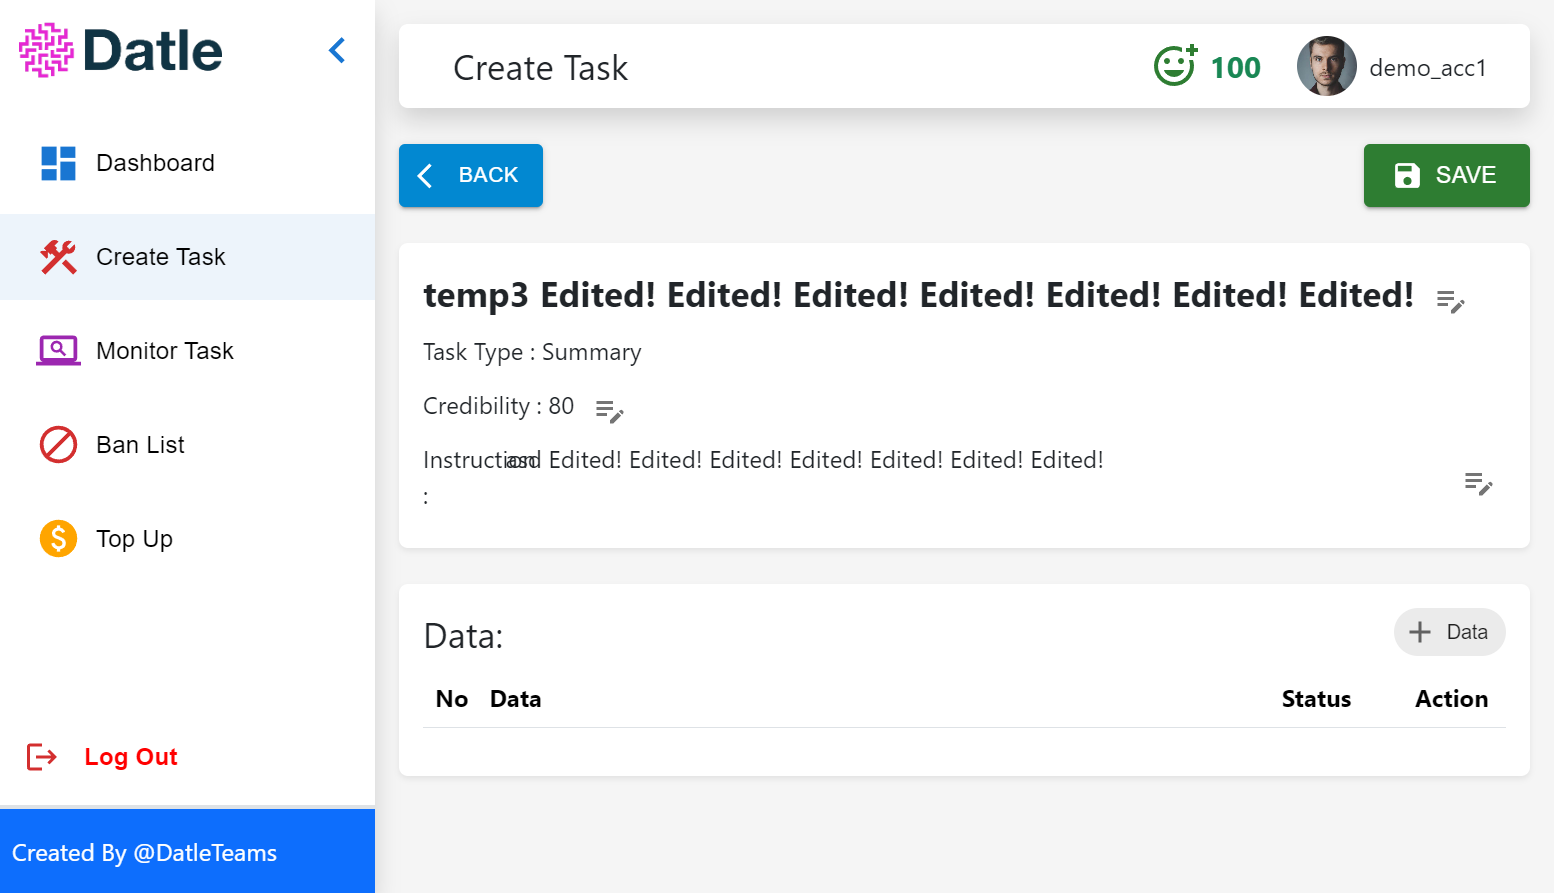 Datle
Create Task
100
demo_acc1
Dashboard
Create Task
Monitor Task
Ban List
Top Up
Log Out
Created By @DatleTeams
BACK
SAVE
temp3 Edited! Edited! Edited! Edited! Edited! Edited! Edited!
Task Type : Summary
Credibility : 80
Instruction asd Edited! Edited! Edited! Edited! Edited! Edited! Edited!
:
Data:
Data
No Data Status Action